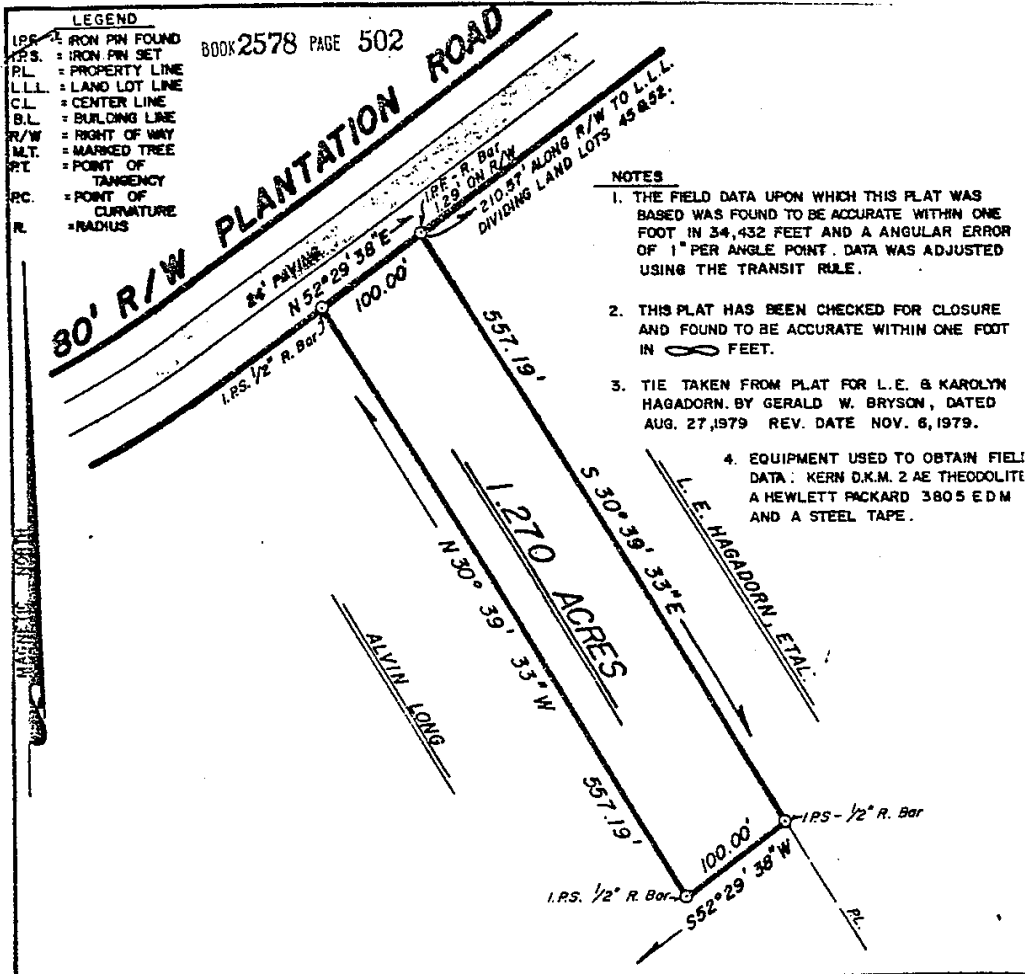 LEGEND
I.P.F. = IRON PIN FOUND
I.P.S. = IRON PIN SET
P.L. = PROPERTY LINE
L.L.L. = LAND LOT LINE
C.L. = CENTER LINE
B.L. = BUILDING LINE
R/W = RIGHT OF WAY
M.T. = MARKED TREE
P.T. = POINT OF
TANGENCY
P.C. = POINT OF
CURVATURE
R. = RADIUS
BOOK 2578 PAGE 502
80' R/W PLANTATION ROAD
24' PAVING
N 52° 29' 38" E
100.00'
I.P.F. - R. Bar
1.29' ON R/W
210.57' ALONG R/W TO L.L.L.
DIVIDING LAND LOTS 45 & 52.
I.P.S. 1/2" R. Bar
NOTES
1. THE FIELD DATA UPON WHICH THIS PLAT WAS
BASED WAS FOUND TO BE ACCURATE WITHIN ONE
FOOT IN 34,432 FEET AND A ANGULAR ERROR
OF 1" PER ANGLE POINT. DATA WAS ADJUSTED
USING THE TRANSIT RULE.
2. THIS PLAT HAS BEEN CHECKED FOR CLOSURE
AND FOUND TO BE ACCURATE WITHIN ONE FOOT
IN ∞ FEET.
3. TIE TAKEN FROM PLAT FOR L.E. & KAROLYN
HAGADORN. BY GERALD W. BRYSON, DATED
AUG. 27, 1979 REV. DATE NOV. 6, 1979.
4. EQUIPMENT USED TO OBTAIN FIELD
DATA: KERN D.K.M. 2 AE THEODOLITE
A HEWLETT PACKARD 3805 EDM
AND A STEEL TAPE.
557.19'
S 30° 39' 33" E
L. E. HAGADORN, ETAL.
1.270 ACRES
N 30° 39' 33" W
557.19'
ALVIN LONG
MAGNETIC NORTH
I.P.S - 1/2" R. Bar
100.00'
I.P.S. 1/2" R. Bar
S 52° 29' 38" W
P.L.